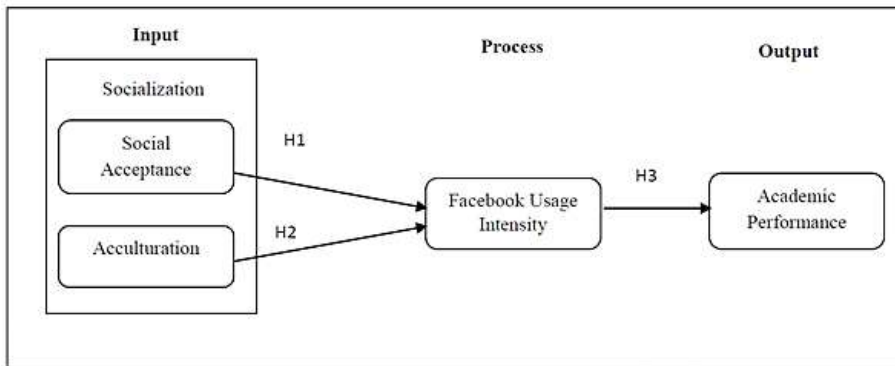 Input
Process
Output
Socialization
Social
Acceptance
H1
Acculturation
H2
Facebook Usage
Intensity
H3
Academic
Performance